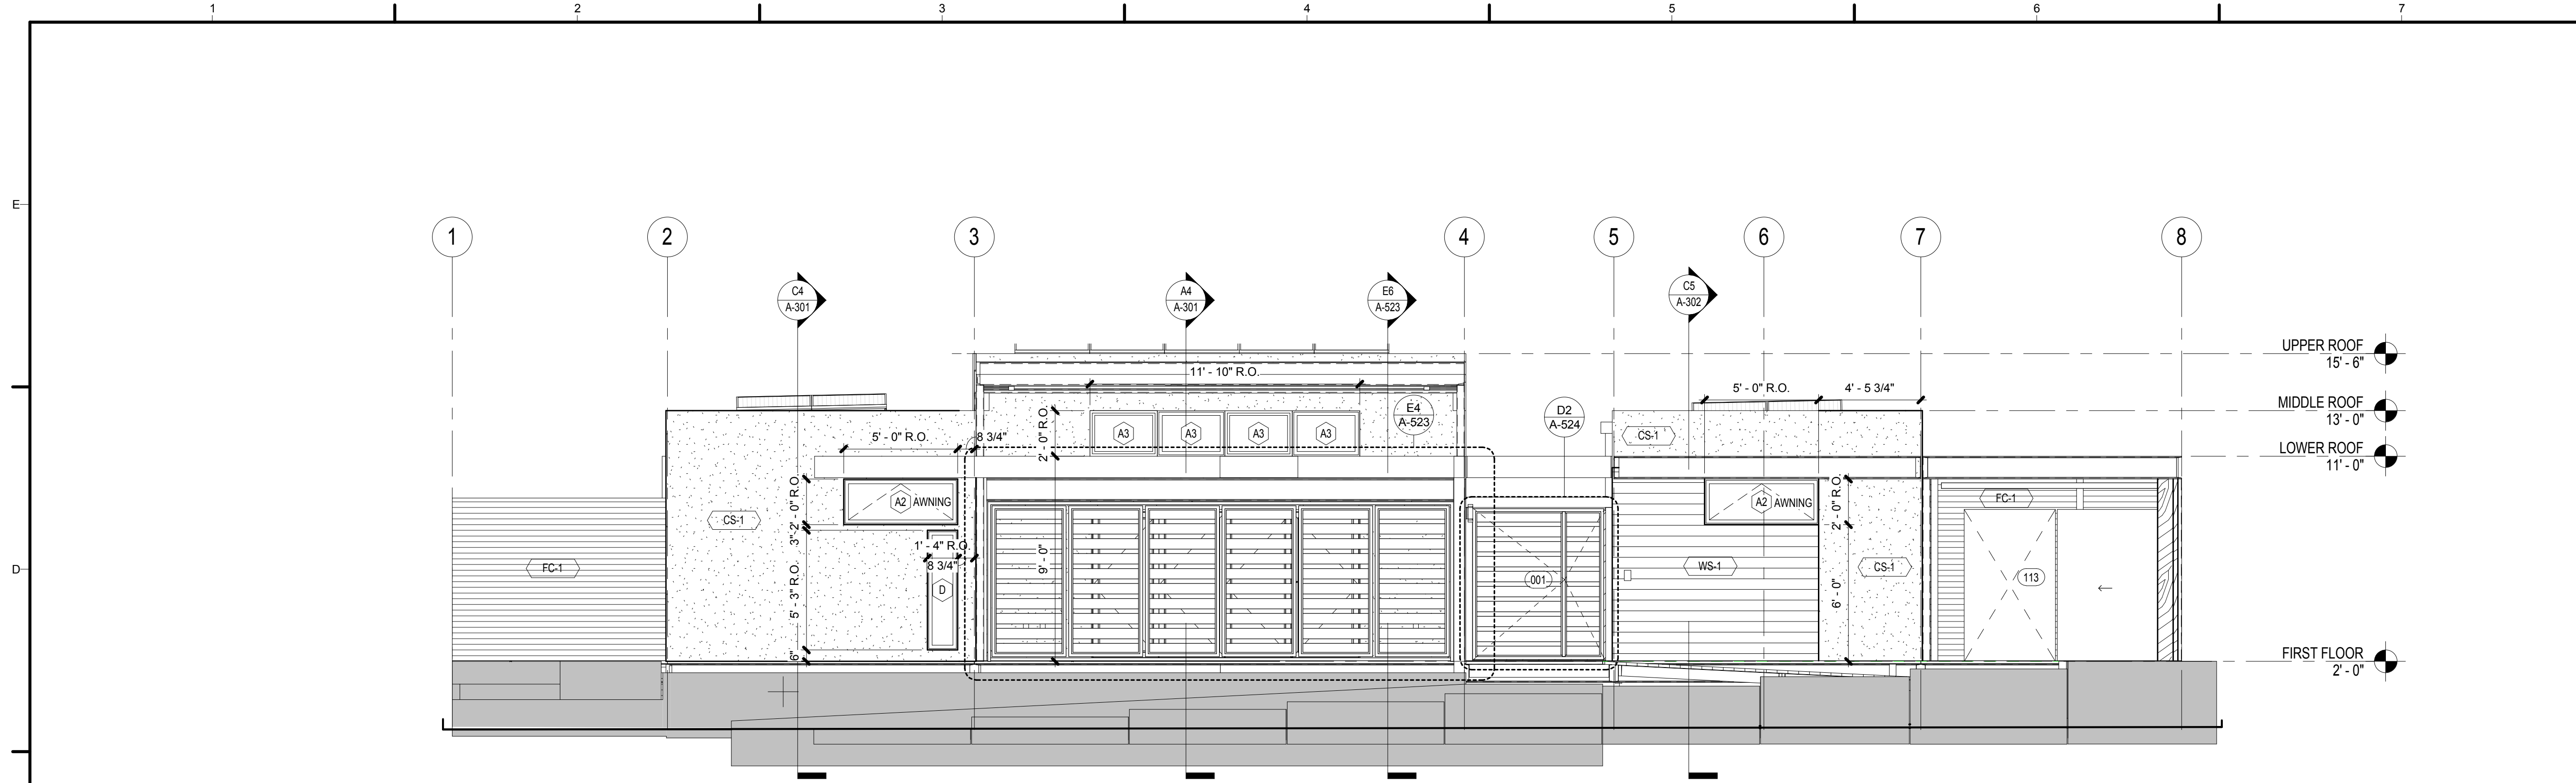 1 2 3 4 5 6 7
E
1 2 3 4 5 6 7 8
C4
A-301
A4
A-301
E6
A-523
C5
A-302
UPPER ROOF
15' - 6"
11' - 10" R.O.
5' - 0" R.O.
4' - 5 3/4"
MIDDLE ROOF
13' - 0"
E4
A-523
D2
A-524
2' - 0" R.O.
A3 A3 A3 A3
5' - 0" R.O.
8 3/4"
CS-1
LOWER ROOF
11' - 0"
2' - 0" R.O.
A2 AWNING
A2 AWNING
2' - 0" R.O.
FC-1
CS-1
3"
1' - 4" R.O.
8 3/4"
9' - 0"
D
FC-1
5' - 3" R.O.
D
001
WS-1
CS-1
6' - 0"
113
6"
FIRST FLOOR
2' - 0"